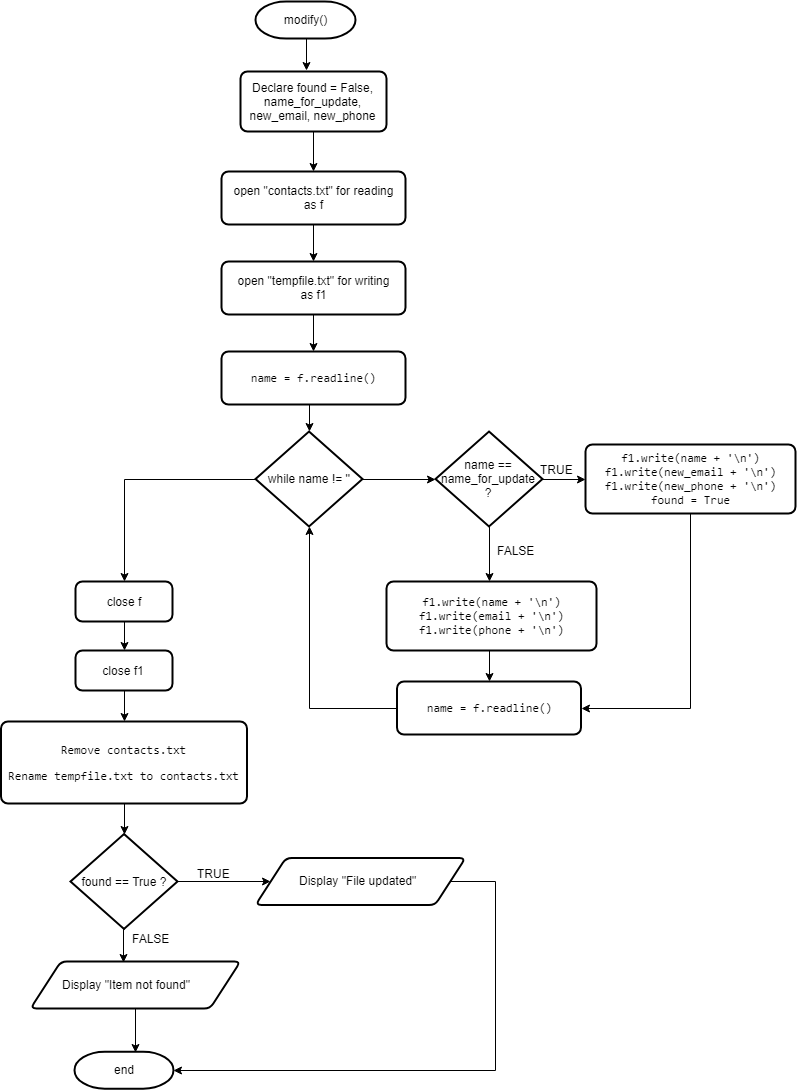 modify()
Declare found = False,
name_for_update,
new_email, new_phone
open "contacts.txt" for reading
as f
open "tempfile.txt" for writing
as f1
name = f.readline()
while name != "
name ==
name_for_update
?
TRUE
f1.write(name + '\n')
f1.write(new_email + '\n')
f1.write(new_phone + '\n')
found = True
FALSE
f1.write(name + '\n')
f1.write(email + '\n')
f1.write(phone + '\n')
name = f.readline()
close f
close f1
Remove contacts.txt
Rename tempfile.txt to contacts.txt
found == True ?
TRUE
Display "File updated"
FALSE
Display "Item not found"
end